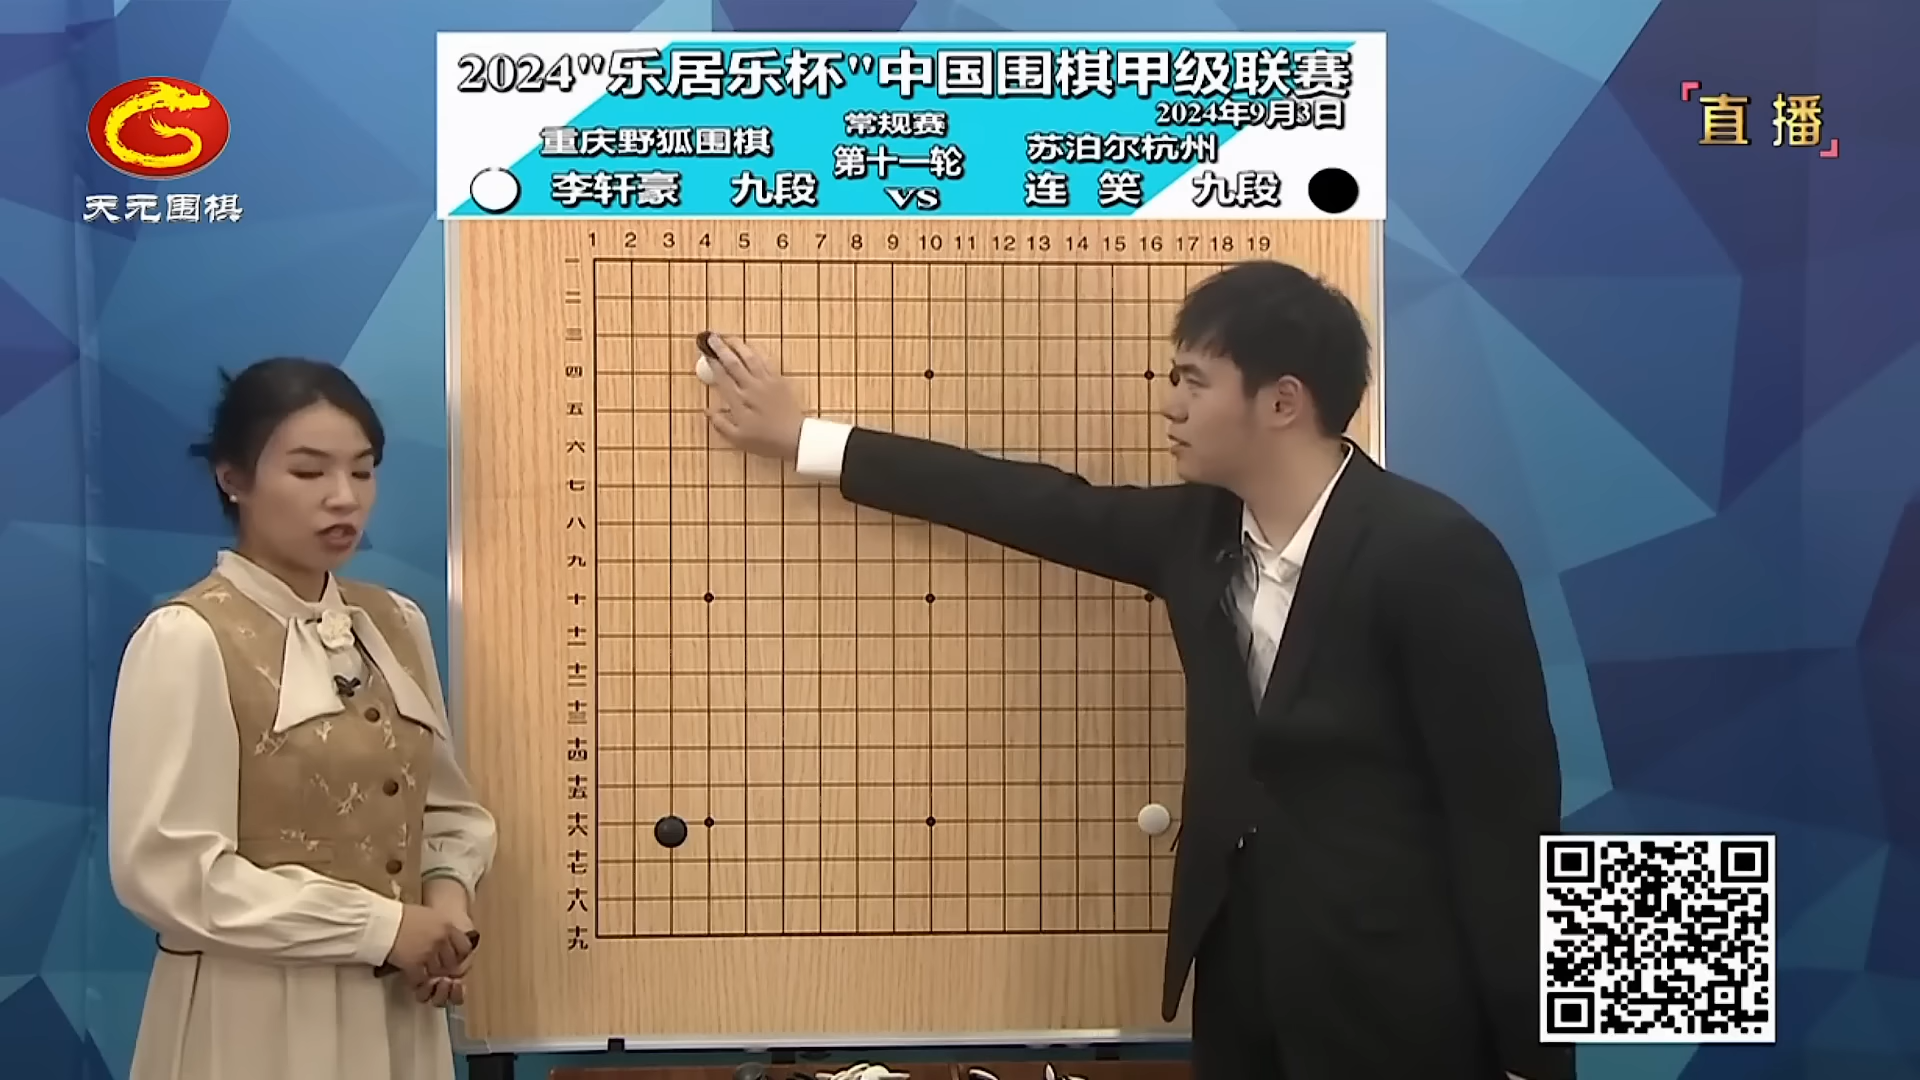 2024"乐居乐杯"中国围棋甲级联赛
2024年9月3日
重庆野狐围棋
常规赛
苏泊尔杭州
第十一轮
李轩豪 九段
vs
连 笑 九段
天元围棋
直播
1 2 3 4 5 6 7 8 9 10 11 12 13 14 15 16 17 18 19
一
二
三
四
五
六
七
八
九
十
十一
十二
十三
十四
十五
十六
十七
十八
十九